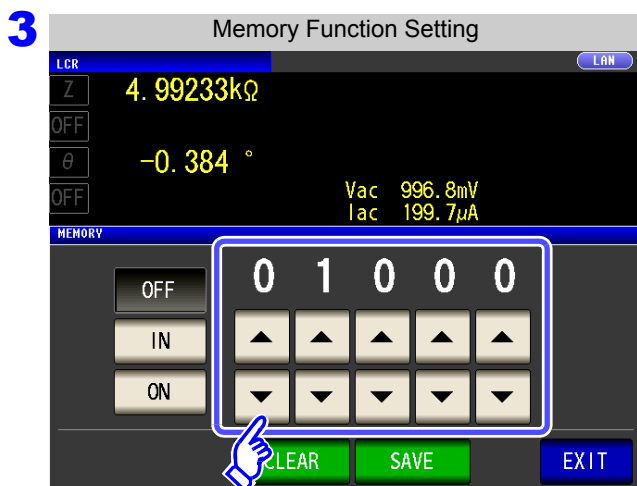 3
Memory Function Setting
LCR LAN
Z 4.99233kΩ
OFF
θ -0.384 °
OFF Vac 996.8mV
Iac 199.7μA
MEMORY
OFF 0 1 0 0 0
IN ▲ ▲ ▲ ▲ ▲
ON ▼ ▼ ▼ ▼ ▼
CLEAR SAVE EXIT